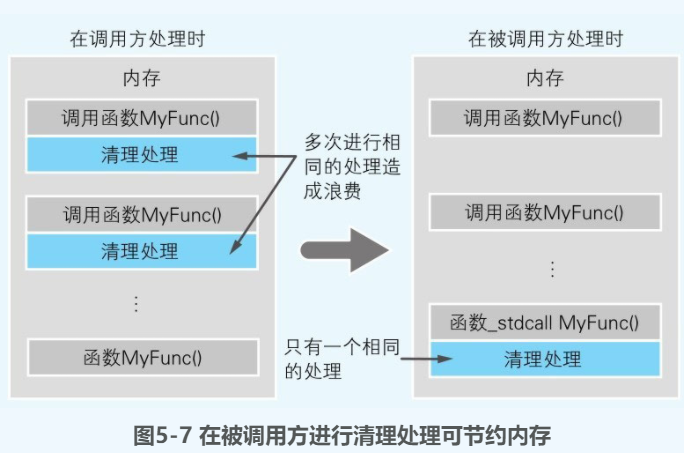 在调用方处理时
内存
调用函数MyFunc()
清理处理
调用函数MyFunc()
清理处理
⋮
函数MyFunc()
多次进行相
同的处理造
成浪费
只有一个相同
的处理
在被调用方处理时
内存
调用函数MyFunc()
调用函数MyFunc()
⋮
函数_stdcall MyFunc()
清理处理
图5-7 在被调用方进行清理处理可节约内存